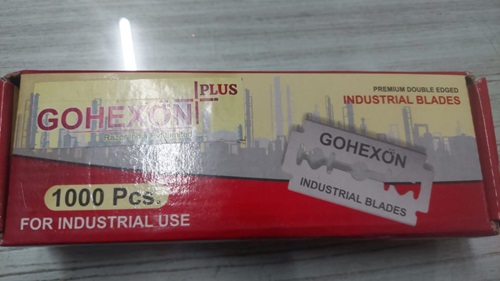 GOHEXON PLUS
PREMIUM DOUBLE EDGED
INDUSTRIAL BLADES
GOHEXON
INDUSTRIAL BLADES
1000 Pcs.
FOR INDUSTRIAL USE